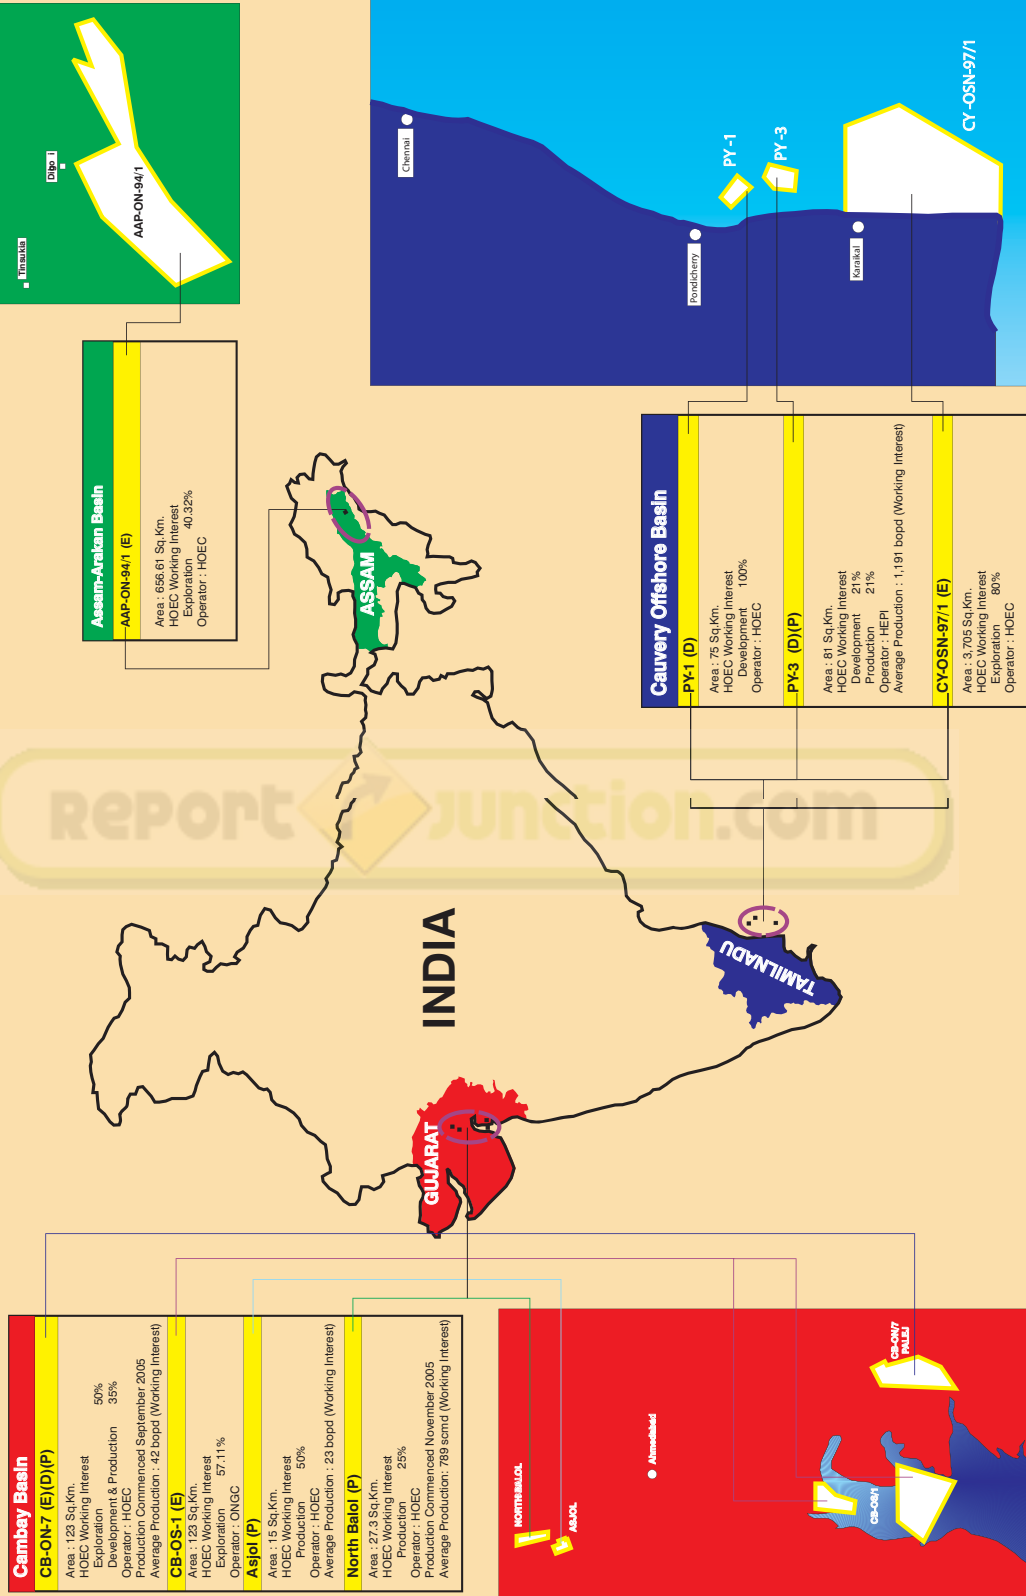 Cambay Basin
CB-ON-7 (E)(D)(P)
Area : 123 Sq.Km.
HOEC Working Interest
Exploration 50%
Development & Production 35%
Operator : HOEC
Production Commenced September 2005
Average Production : 42 bopd (Working Interest)
CB-OS-1 (E)
Area : 123 Sq.Km.
HOEC Working Interest
Exploration 57.11%
Operator : ONGC
Asjol (P)
Area : 15 Sq.Km.
HOEC Working Interest
Production 50%
Operator : HOEC
Average Production : 23 bopd (Working Interest)
North Balol (P)
Area : 27.3 Sq.Km.
HOEC Working Interest
Production 25%
Operator : HOEC
Production Commenced November 2005
Average Production: 789 scmd (Working Interest)
NORTH BALOL
ASJOL
Ahmedabad
CB-OS/1
CB-ON/7
PALEJ
GUJARAT
INDIA
TAMILNADU
ASSAM
Report Junction.com
Assam-Arakan Basin
AAP-ON-94/1 (E)
Area : 656.61 Sq.Km.
HOEC Working Interest
Exploration 40.32%
Operator : HOEC
Tinsukia
Digo i
AAP-ON-94/1
Cauvery Offshore Basin
PY-1 (D)
Area : 75 Sq.Km.
HOEC Working Interest
Development 100%
Operator : HOEC
PY-3 (D)(P)
Area : 81 Sq.Km.
HOEC Working Interest
Development 21%
Production 21%
Operator : HEPI
Average Production : 1,191 bopd (Working Interest)
CY-OSN-97/1 (E)
Area : 3,705 Sq.Km.
HOEC Working Interest
Exploration 80%
Operator : HOEC
Chennai
Pondicherry
Karaikal
PY -1
PY -3
CY -OSN-97/1